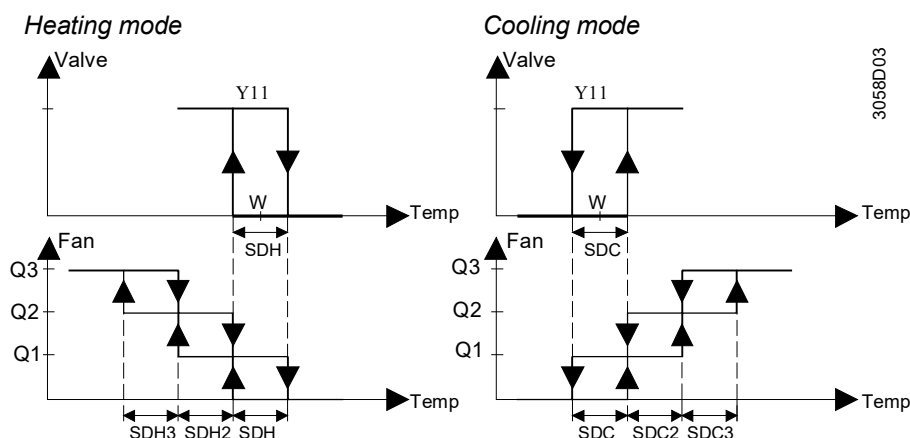 Heating mode
Cooling mode
Valve
Y11
W
Temp
SDH
Valve
Y11
W
Temp
SDC
3058D03
Fan
Q3
Q2
Q1
Temp
SDH3 SDH2 SDH
Fan
Q3
Q2
Q1
Temp
SDC SDC2 SDC3